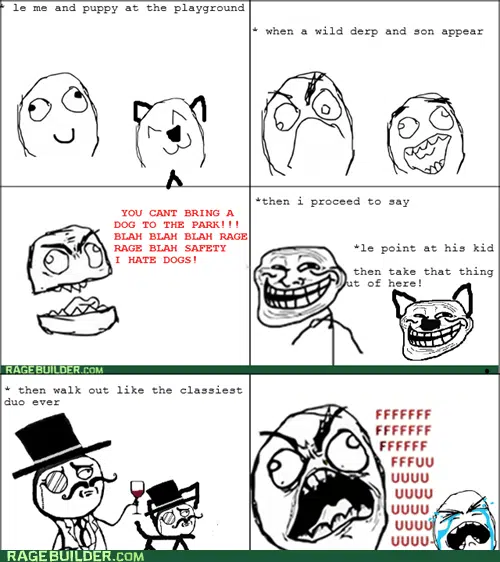 * le me and puppy at the playground
* when a wild derp and son appear
YOU CANT BRING A
DOG TO THE PARK!!!
BLAH BLAH BLAH RAGE
RAGE BLAH SAFETY
I HATE DOGS!
*then i proceed to say
*le point at his kid
then take that thing
ut of here!
RAGEBUILDER.COM
* then walk out like the classiest
duo ever
FFFFFFF
FFFFFFF
FFFFFF
FFFUU
UUUU
UUUU
UUUU
UUUU
UUUU
RAGEBUILDER.COM